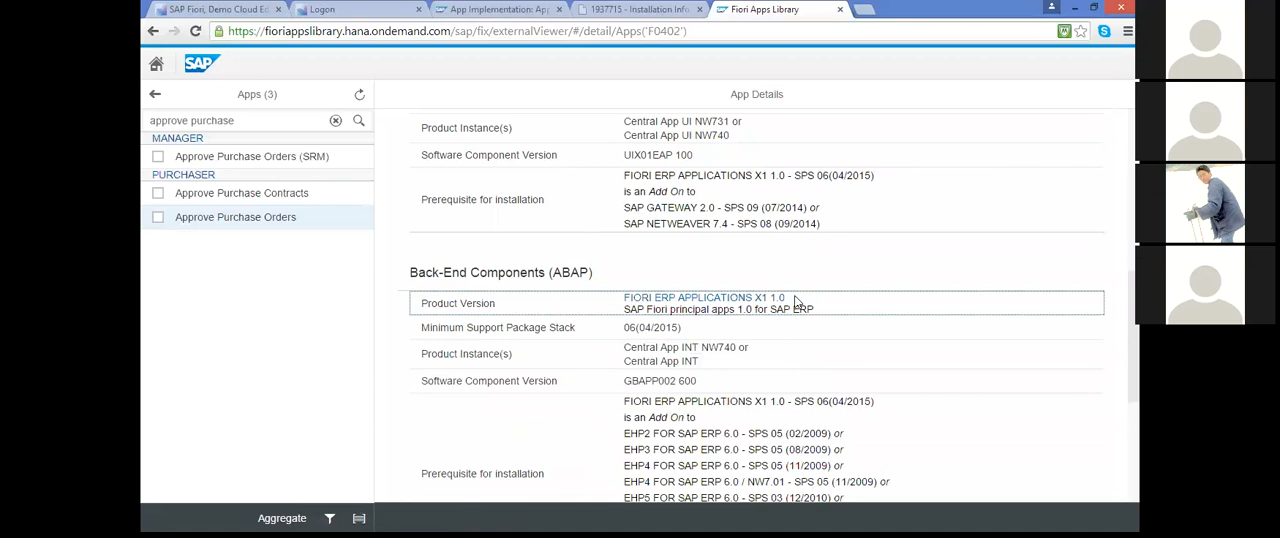 SAP Fiori, Demo Cloud Ed
Logon
App Implementation: App
1937715 - Installation Info
Fiori Apps Library
https://fioriappslibrary.hana.ondemand.com/sap/fix/externalViewer/#/detail/Apps('F0402')
SAP
Apps (3)
App Details
approve purchase
MANAGER
Approve Purchase Orders (SRM)
PURCHASER
Approve Purchase Contracts
Approve Purchase Orders
Product Instance(s)
Central App UI NW731 or
Central App UI NW740
Software Component Version
UIX01EAP 100
Prerequisite for installation
FIORI ERP APPLICATIONS X1 1.0 - SPS 06(04/2015)
is an Add On to
SAP GATEWAY 2.0 - SPS 09 (07/2014) or
SAP NETWEAVER 7.4 - SPS 08 (09/2014)
Back-End Components (ABAP)
Product Version
FIORI ERP APPLICATIONS X1 1.0
SAP Fiori principal apps 1.0 for SAP ERP
Minimum Support Package Stack
06(04/2015)
Product Instance(s)
Central App INT NW740 or
Central App INT
Software Component Version
GBAPP002 600
Prerequisite for installation
FIORI ERP APPLICATIONS X1 1.0 - SPS 06(04/2015)
is an Add On to
EHP2 FOR SAP ERP 6.0 - SPS 05 (02/2009) or
EHP3 FOR SAP ERP 6.0 - SPS 05 (08/2009) or
EHP4 FOR SAP ERP 6.0 - SPS 05 (11/2009) or
EHP4 FOR SAP ERP 6.0 / NW7.01 - SPS 05 (11/2009) or
EHP5 FOR SAP ERP 6.0 - SPS 03 (12/2010) or
Aggregate